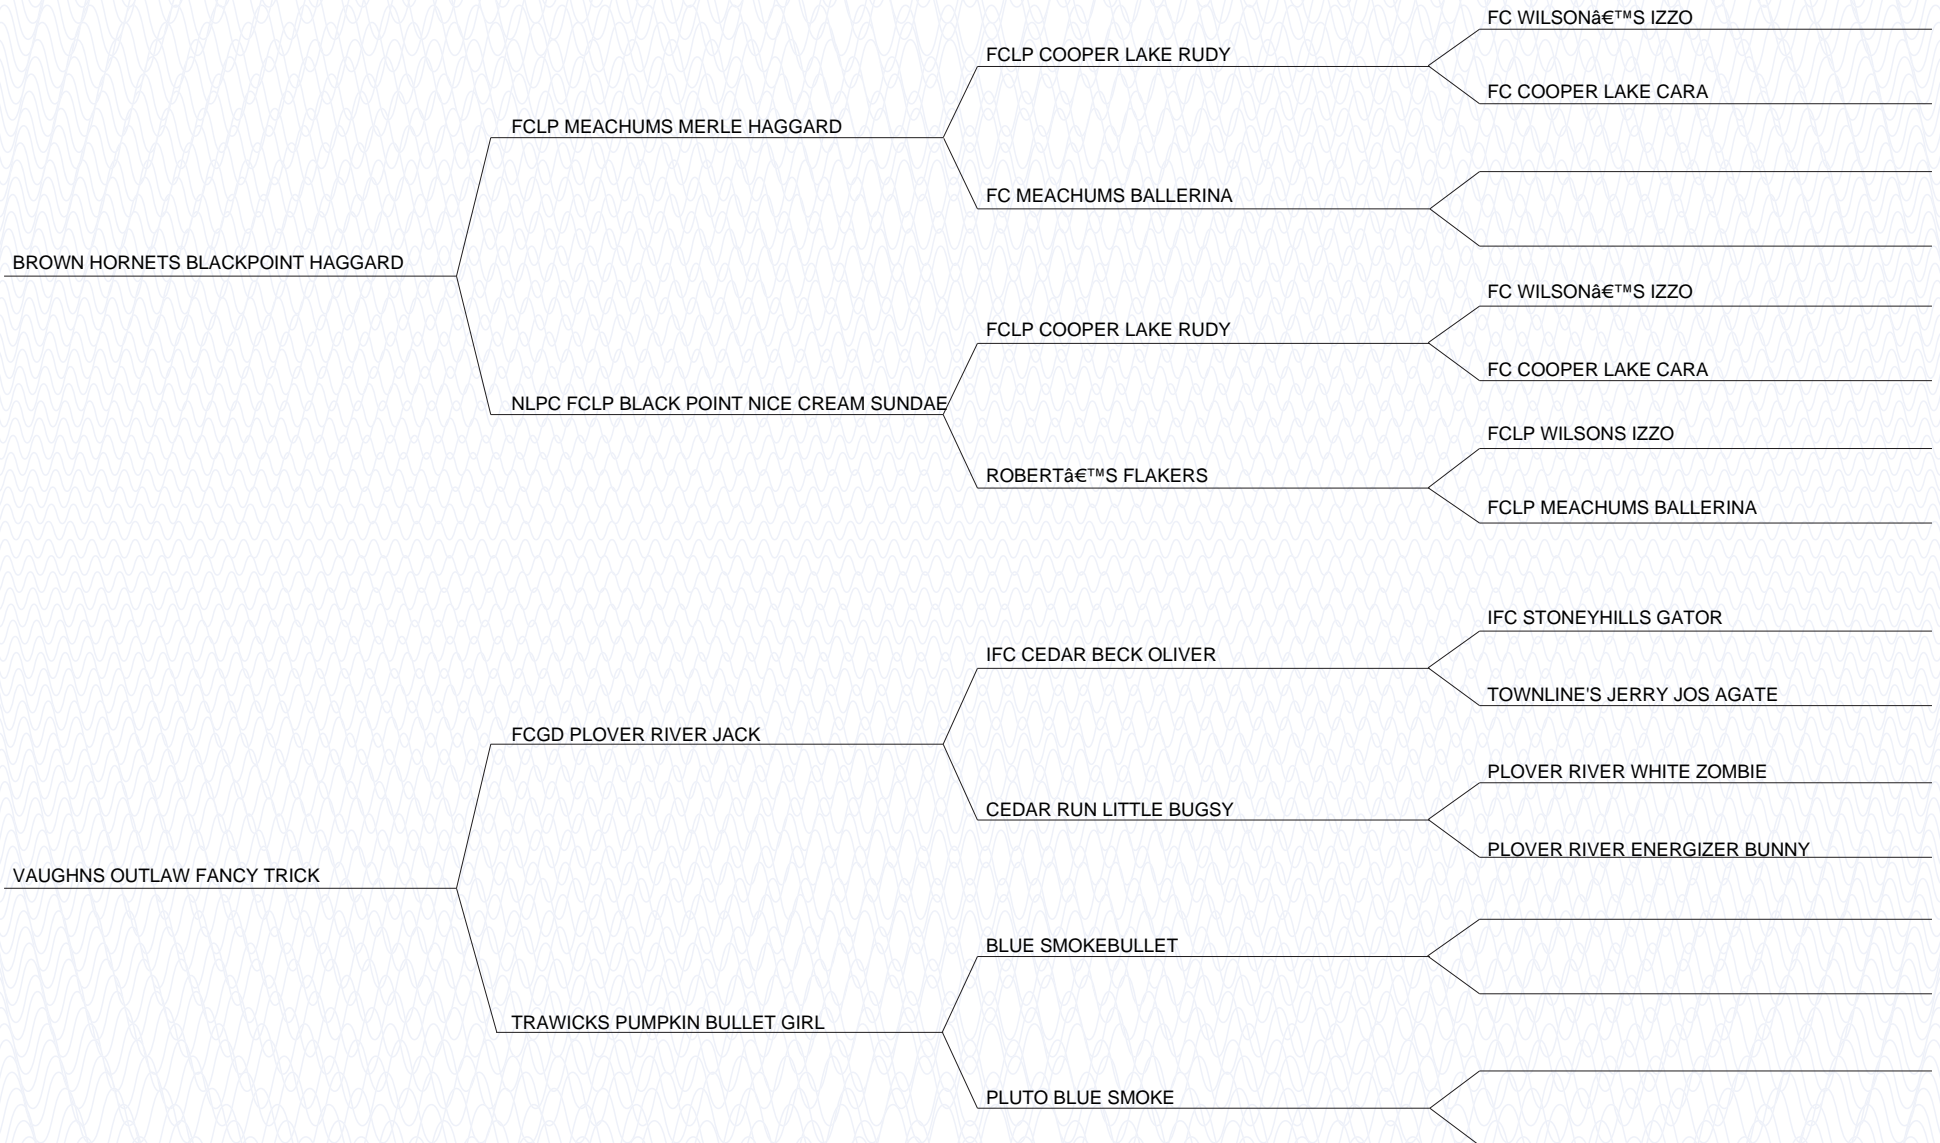 FC WILSONâ€™S IZZO
FCLP COOPER LAKE RUDY
FC COOPER LAKE CARA
FCLP MEACHUMS MERLE HAGGARD
FC MEACHUMS BALLERINA
BROWN HORNETS BLACKPOINT HAGGARD
FC WILSONâ€™S IZZO
FCLP COOPER LAKE RUDY
FC COOPER LAKE CARA
NLPC FCLP BLACK POINT NICE CREAM SUNDAE
FCLP WILSONS IZZO
ROBERTâ€™S FLAKERS
FCLP MEACHUMS BALLERINA
IFC STONEYHILLS GATOR
IFC CEDAR BECK OLIVER
TOWNLINE'S JERRY JOS AGATE
FCGD PLOVER RIVER JACK
PLOVER RIVER WHITE ZOMBIE
CEDAR RUN LITTLE BUGSY
PLOVER RIVER ENERGIZER BUNNY
VAUGHNS OUTLAW FANCY TRICK
BLUE SMOKEBULLET
TRAWICKS PUMPKIN BULLET GIRL
PLUTO BLUE SMOKE